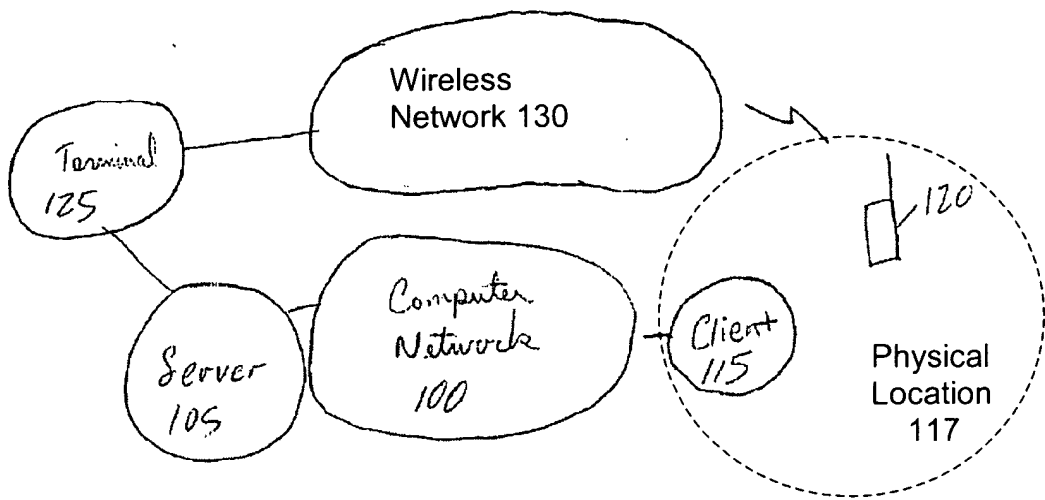 Wireless
Network 130
Terminal
125
120
Computer
Network
100
Client
115
Server
105
Physical
Location
117